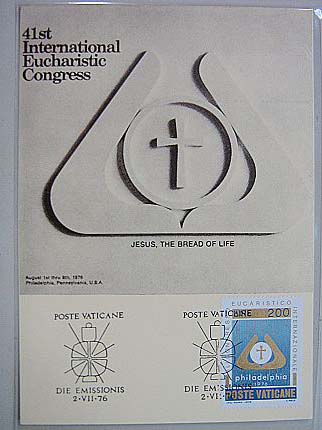 41st
International
Eucharistic
Congress
JESUS, THE BREAD OF LIFE
August 1st thru 8th, 1976
Philadelphia, Pennsylvania, U.S.A.
POSTE VATICANE
DIE EMISSIONIS
2·VII·76
POSTE VATICANE
DIE EMISSIONIS
2·VII·76
EUCARISTICO
INTERNAZIONALE
200
philadelphia
1976
POSTE VATICANE